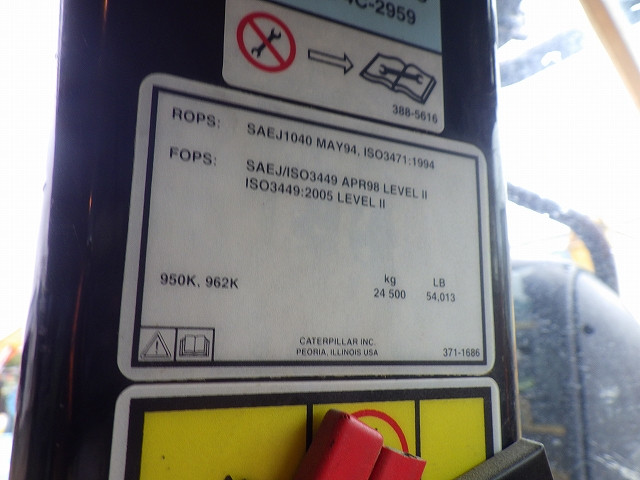 4C-2959
388-5616
ROPS: SAEJ1040 MAY94, ISO3471:1994
FOPS: SAEJ/ISO3449 APR98 LEVEL II
ISO3449:2005 LEVEL II
kg LB
950K, 962K 24 500 54,013
CATERPILLAR INC.
PEORIA, ILLINOIS USA
371-1686